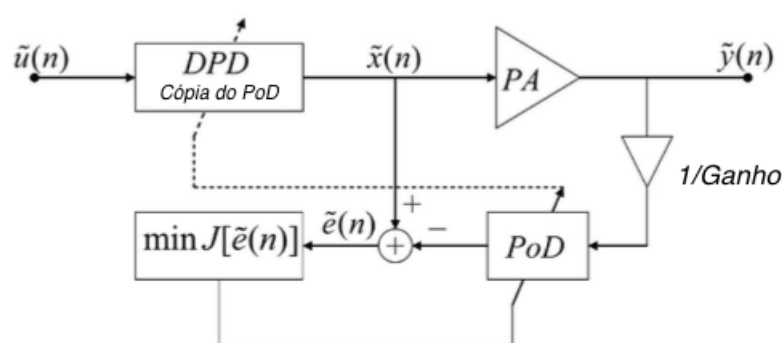 ũ(n)
DPD
Cópia do PoD
x̃(n)
PA
ỹ(n)
1/Ganho
+
min J[ẽ(n)]
ẽ(n)
+
−
PoD